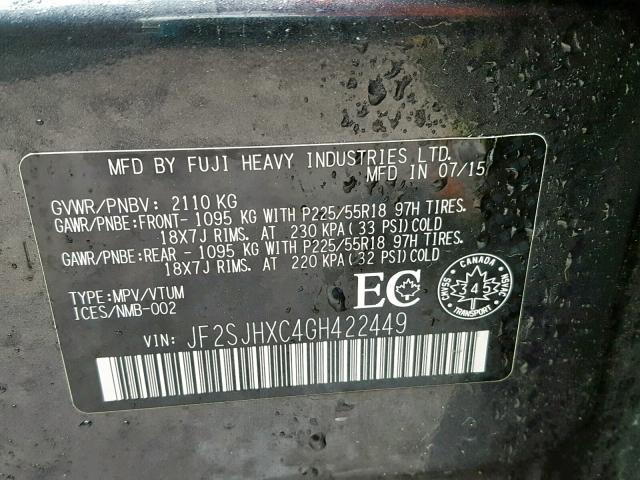 MFD BY FUJI HEAVY INDUSTRIES LTD.
MFD IN 07/15
GVWR/PNBV: 2110 KG
GAWR/PNBE:FRONT- 1095 KG WITH P225/55R18 97H TIRES.
18X7J RIMS. AT 230 KPA(33 PSI)COLD
GAWR/PNBE:REAR - 1095 KG WITH P225/55R18 97H TIRES.
18X7J RIMS. AT 220 KPA(32 PSI)COLD
TYPE:MPV/VTUM
ICES/NMB-002
EC
CANADA
CMVSS
NSVAC
345
TRANSPORT
VIN: JF2SJHXC4GH422449